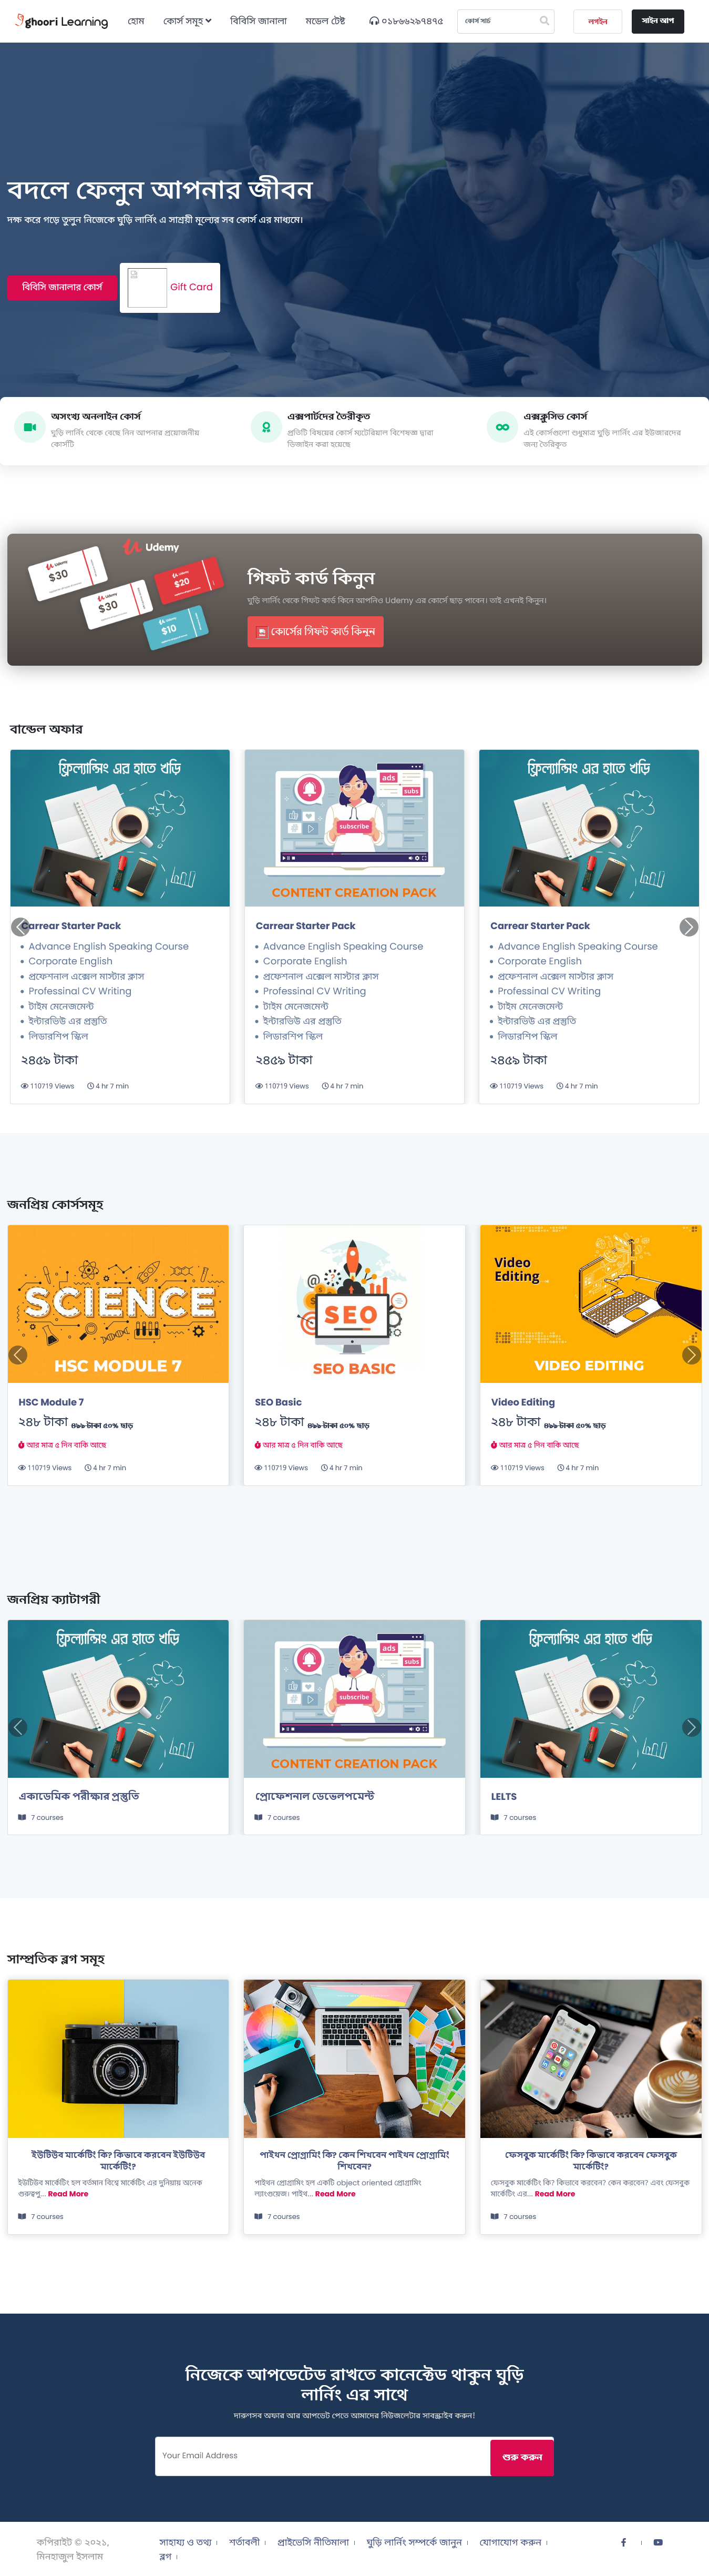 ghoori Learning
হোম
কোর্স সমূহ
বিবিসি জানালা
মডেল টেষ্ট
০১৮৬৬২৯৭৪৭৫
কোর্স সার্চ
লগইন
সাইন আপ
বদলে ফেলুন আপনার জীবন
দক্ষ করে গড়ে তুলুন নিজেকে ঘুড়ি লার্নিং এ সাশ্রয়ী মূল্যের সব কোর্স এর মাধ্যমে।
বিবিসি জানালার কোর্স
Gift Card
অসংখ্য অনলাইন কোর্স
ঘুড়ি লার্নিং থেকে বেছে নিন আপনার প্রয়োজনীয়
কোর্সটি
এক্সপার্টদের তৈরীকৃত
প্রতিটি বিষয়ের কোর্স ম্যটেরিয়াল বিশেষজ্ঞ দ্বারা
ডিজাইন করা হয়েছে
এক্সক্লুসিভ কোর্স
এই কোর্সগুলো শুধুমাত্র ঘুড়ি লার্নিং এর ইউজারদের
জন্য তৈরিকৃত
Udemy
$30
$30
$20
$10
গিফট কার্ড কিনুন
ঘুড়ি লার্নিং থেকে গিফট কার্ড কিনে আপনিও Udemy এর কোর্সে ছাড় পাবেন। তাই এখনই কিনুন।
কোর্সের গিফট কার্ড কিনুন
বান্ডেল অফার
ফ্রিল্যান্সিং এর হাতে খড়ি
Carrear Starter Pack
Advance English Speaking Course
Corporate English
প্রফেশনাল এক্সেল মাস্টার ক্লাস
Professinal CV Writing
টাইম মেনেজমেন্ট
ইন্টারভিউ এর প্রস্তুতি
লিডারশিপ স্কিল
২৪৫৯ টাকা
110719 Views 4 hr 7 min
ads
subs
subscribe
CONTENT CREATION PACK
Carrear Starter Pack
Advance English Speaking Course
Corporate English
প্রফেশনাল এক্সেল মাস্টার ক্লাস
Professinal CV Writing
টাইম মেনেজমেন্ট
ইন্টারভিউ এর প্রস্তুতি
লিডারশিপ স্কিল
২৪৫৯ টাকা
110719 Views 4 hr 7 min
ফ্রিল্যান্সিং এর হাতে খড়ি
Carrear Starter Pack
Advance English Speaking Course
Corporate English
প্রফেশনাল এক্সেল মাস্টার ক্লাস
Professinal CV Writing
টাইম মেনেজমেন্ট
ইন্টারভিউ এর প্রস্তুতি
লিডারশিপ স্কিল
২৪৫৯ টাকা
110719 Views 4 hr 7 min
জনপ্রিয় কোর্সসমূহ
SCIENCE
HSC MODULE 7
HSC Module 7
২৪৮ টাকা ৪৯৯ টাকা ৫০% ছাড়
আর মাত্র ৫ দিন বাকি আছে
110719 Views 4 hr 7 min
SEO
SEO BASIC
SEO Basic
২৪৮ টাকা ৪৯৯ টাকা ৫০% ছাড়
আর মাত্র ৫ দিন বাকি আছে
110719 Views 4 hr 7 min
Video
Editing
VIDEO EDITING
Video Editing
২৪৮ টাকা ৪৯৯ টাকা ৫০% ছাড়
আর মাত্র ৫ দিন বাকি আছে
110719 Views 4 hr 7 min
জনপ্রিয় ক্যাটাগরী
ফ্রিল্যান্সিং এর হাতে খড়ি
একাডেমিক পরীক্ষার প্রস্তুতি
7 courses
ads
subs
subscribe
CONTENT CREATION PACK
প্রোফেশনাল ডেভেলপমেন্ট
7 courses
ফ্রিল্যান্সিং এর হাতে খড়ি
LELTS
7 courses
সাম্প্রতিক ব্লগ সমূহ
ইউটিউব মার্কেটিং কি? কিভাবে করবেন ইউটিউব
মার্কেটিং?
ইউটিউব মার্কেটিং হল বর্তমান বিশ্বে মার্কেটিং এর দুনিয়ায় অনেক
গুরুত্বপূ... Read More
7 courses
পাইথন প্রোগ্রামিং কি? কেন শিখবেন পাইথন প্রোগ্রামিং
শিখবেন?
পাইথন প্রোগ্রামিং হল একটি object oriented প্রোগ্রামিং
ল্যাংগুয়েজ। পাইথ... Read More
7 courses
ফেসবুক মার্কেটিং কি? কিভাবে করবেন ফেসবুক
মার্কেটিং?
ফেসবুক মার্কেটিং কি? কিভাবে করবেন? কেন করবেন? এবং ফেসবুক
মার্কেটিং এর... Read More
7 courses
নিজেকে আপডেটেড রাখতে কানেক্টেড থাকুন ঘুড়ি
লার্নিং এর সাথে
দারুণসব অফার আর আপডেট পেতে আমাদের নিউজলেটার সাবস্ক্রাইব করুন!
Your Email Address
শুরু করুন
কপিরাইট © ২০২১,
মিনহাজুল ইসলাম
সাহায্য ও তথ্য
শর্তাবলী
প্রাইভেসি নীতিমালা
ঘুড়ি লার্নিং সম্পর্কে জানুন
যোগাযোগ করুন
ব্লগ